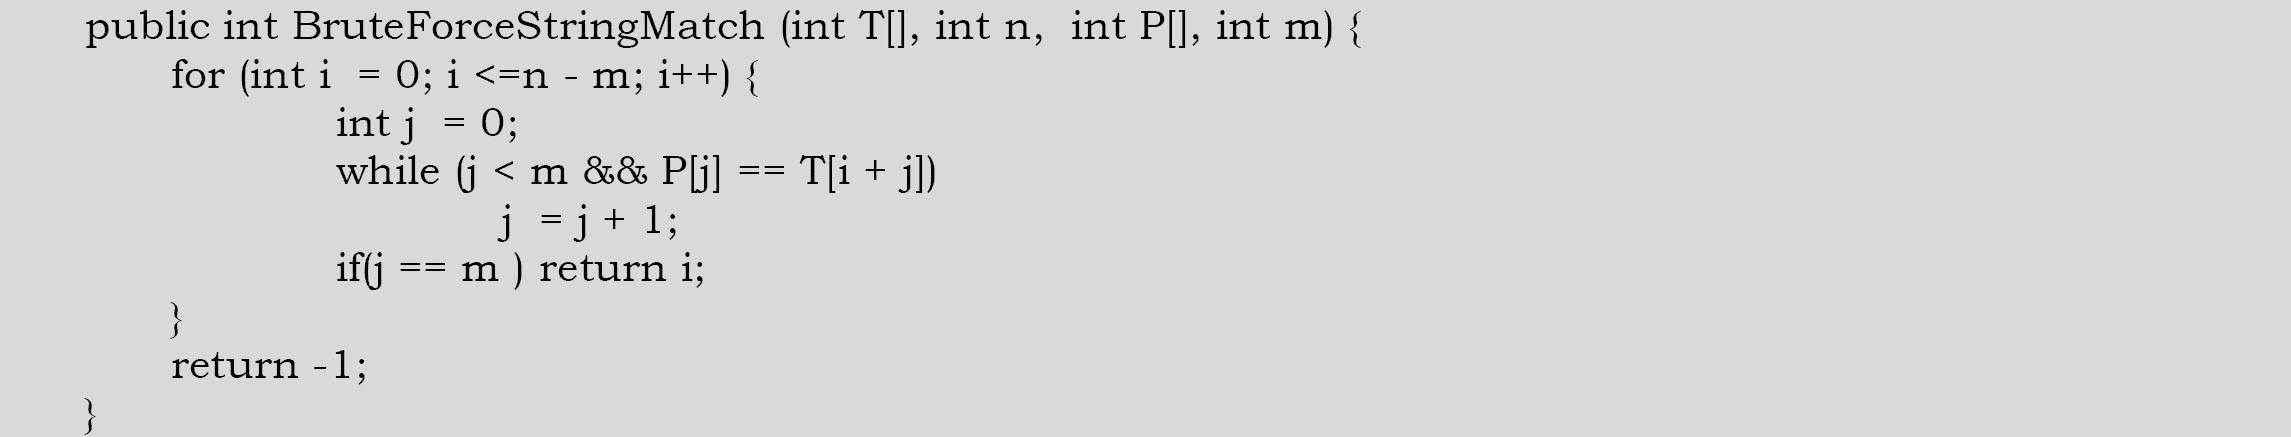 public int BruteForceStringMatch (int T[], int n,  int P[], int m) {
for (int i  = 0; i <=n - m; i++) {
int j  = 0;
while (j < m && P[j] == T[i + j])
j  = j + 1;
if(j == m ) return i;
}
return -1;
}